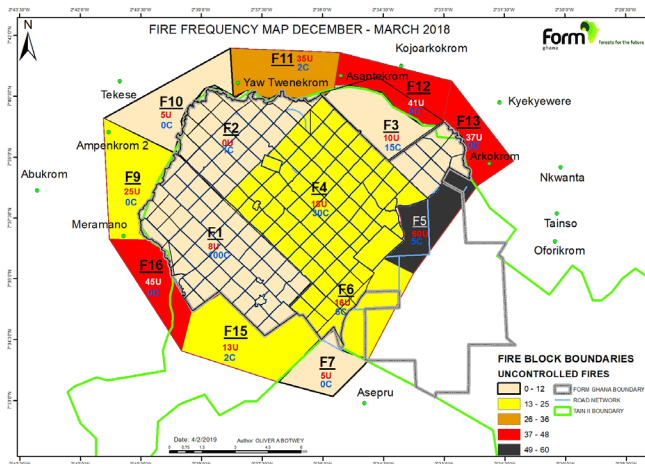 FIRE FREQUENCY MAP DECEMBER - MARCH 2018
Form
ghana
forests for the future
N
Kojoarkokrom
F11 35U
2C
Asantekrom
Yaw Twenekrom
F12
41U
Tekese
F10
5U
0C
Kyekyewere
F13
37U
F2
0U
F3
10U
15C
Ampenkrom 2
Arkokrom
Abukrom
F9
25U
0C
F4
30C
Nkwanta
Tainso
Oforikrom
F5
5C
Meramano
F1
8U
100C
F16
45U
0C
F6
16U
F15
13U
2C
F7
5U
0C
Asepru
FIRE BLOCK BOUNDARIES
UNCONTROLLED FIRES
0 - 12
13 - 25
26 - 36
37 - 48
49 - 60
FORM GHANA BOUNDARY
ROAD NETWORK
TAIN II BOUNDARY
Date: 4/2/2019
Author: OLIVER A BOTWEY